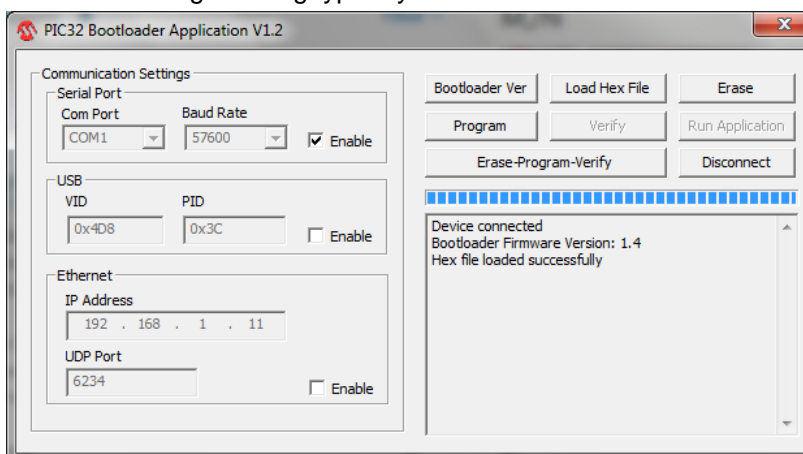 PIC32 Bootloader Application V1.2
Communication Settings
Serial Port
Com Port Baud Rate
COM1 57600 Enable
USB
VID PID
0x4D8 0x3C Enable
Ethernet
IP Address
192 . 168 . 1 . 11
UDP Port
6234 Enable
Bootloader Ver Load Hex File Erase
Program Verify Run Application
Erase-Program-Verify Disconnect
Device connected
Bootloader Firmware Version: 1.4
Hex file loaded successfully